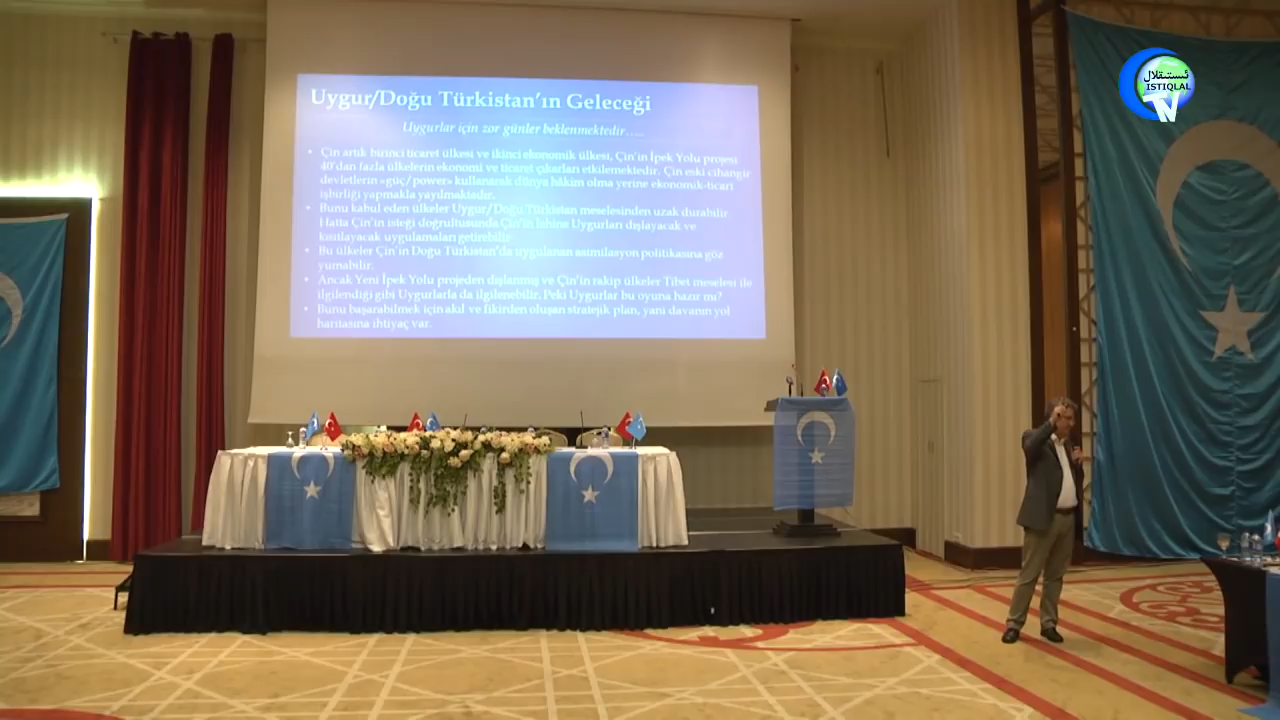 ئىستىقلال
ISTIQLAL
TV
Uygur/Doğu Türkistan'ın Geleceği
Uygurlar için zor günler beklenmektedir.....
• Çin artık birinci ticaret ülkesi ve ikinci ekonomik ülkesi, Çin'in İpek Yolu projesi
40'dan fazla ülkelerin ekonomi ve ticaret çıkarları etkilemektedir. Çin eski cihangir
devletlerin «güç/power» kullanarak dünya hâkim olma yerine ekonomik-ticari
işbirliği yapmakla yayılmaktadır.
• Bunu kabul eden ülkeler Uygur/Doğu Türkistan meselesinden uzak durabilir
Hatta Çin'in isteği doğrultusunda Çin'in lehine Uygurları dışlayacak ve
kısıtlayacak uygulamaları getirebilir
• Bu ülkeler Çin'in Doğu Türkistan'da uygulanan asimilasyon politikasına göz
yumabilir.
• Ancak Yeni İpek Yolu projeden dışlanmış ve Çin'in rakip ülkeler Tibet meselesi ile
ilgilendiği gibi Uygurlarla da ilgilenebilir. Peki Uygurlar bu oyuna hazır mı?
• Bunu başarabilmek için akıl ve fikirden oluşan stratejik plan, yani davanın yol
haritasına ihtiyaç var.